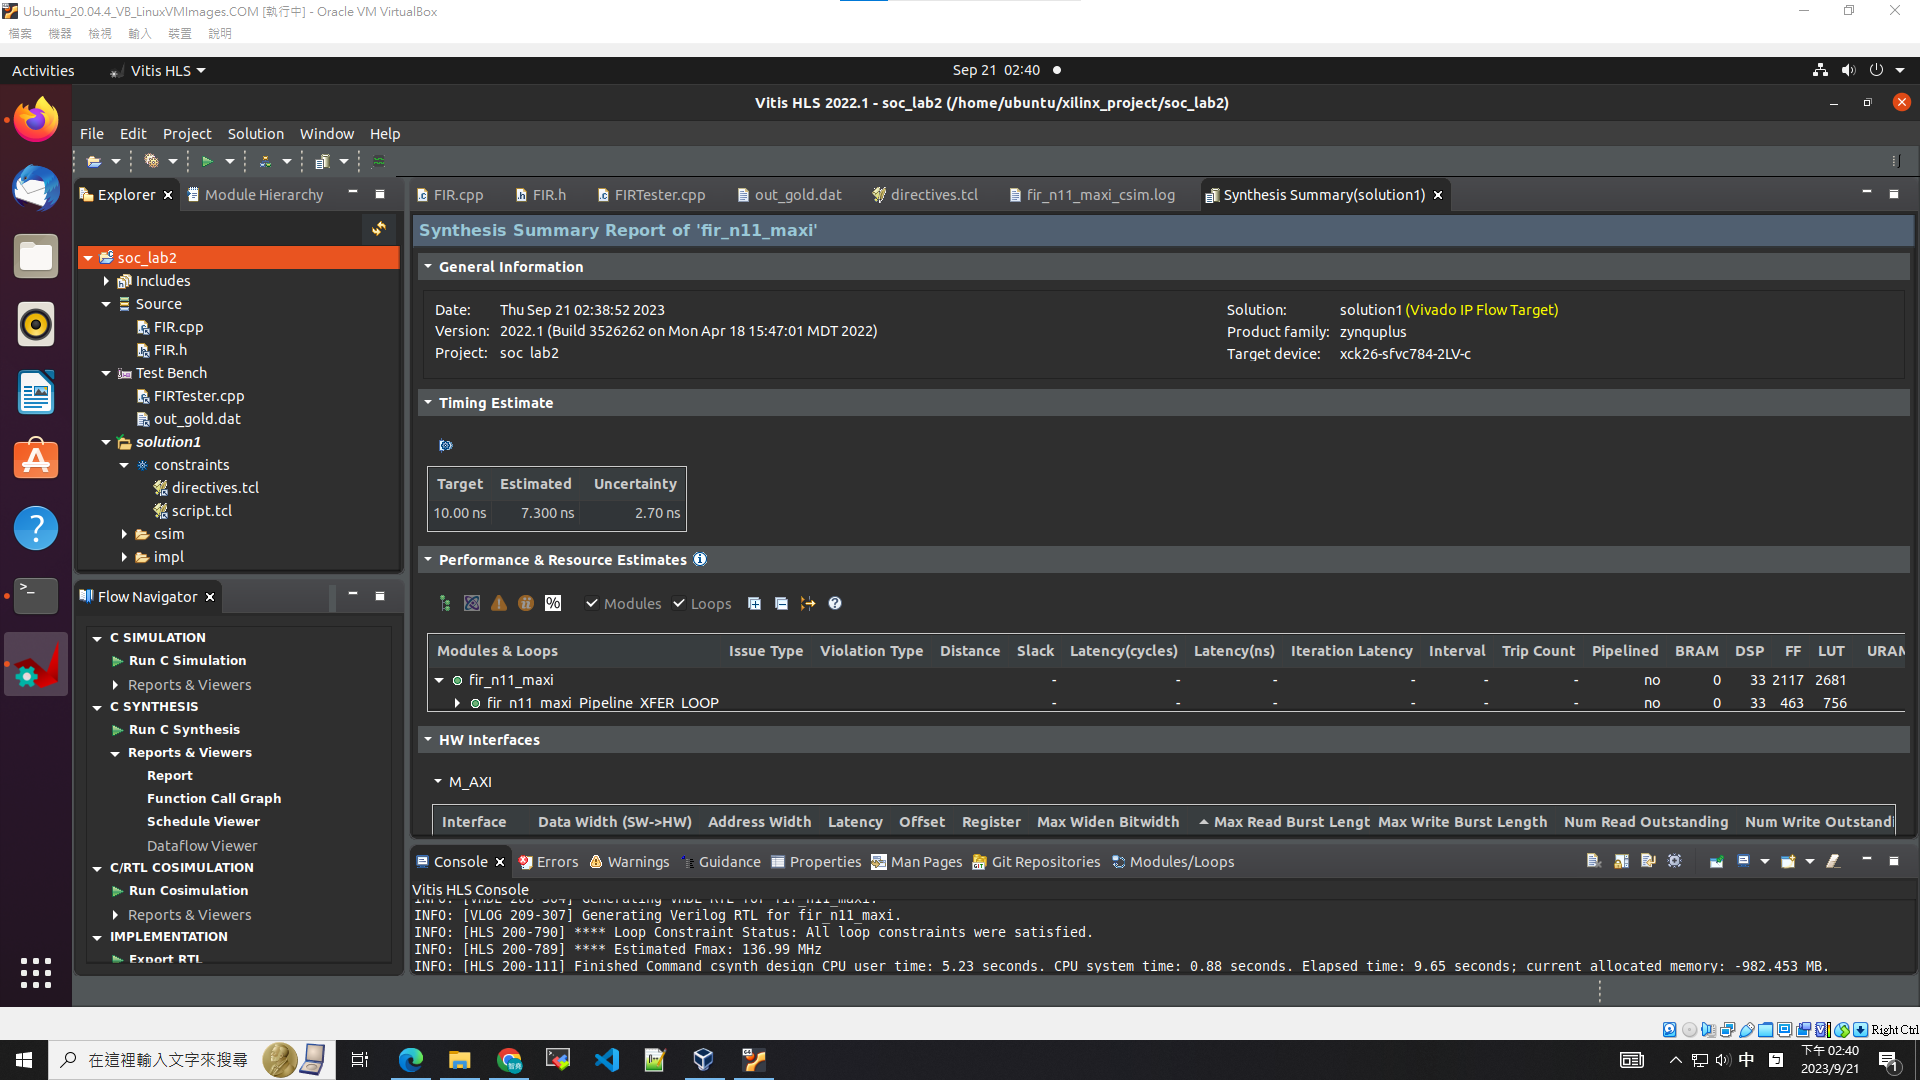 Ubuntu_20.04.4_VB_LinuxVMImages.COM [執行中] - Oracle VM VirtualBox
檔案 機器 檢視 輸入 裝置 說明
Activities Vitis HLS Sep 21 02:40
Vitis HLS 2022.1 - soc_lab2 (/home/ubuntu/xilinx_project/soc_lab2)
File Edit Project Solution Window Help
Explorer Module Hierarchy
soc_lab2
Includes
Source
FIR.cpp
FIR.h
Test Bench
FIRTester.cpp
out_gold.dat
solution1
constraints
directives.tcl
script.tcl
csim
impl
Flow Navigator
C SIMULATION
Run C Simulation
Reports & Viewers
C SYNTHESIS
Run C Synthesis
Reports & Viewers
Report
Function Call Graph
Schedule Viewer
Dataflow Viewer
C/RTL COSIMULATION
Run Cosimulation
Reports & Viewers
IMPLEMENTATION
Export RTL
FIR.cpp FIR.h FIRTester.cpp out_gold.dat directives.tcl fir_n11_maxi_csim.log Synthesis Summary(solution1)
Synthesis Summary Report of 'fir_n11_maxi'
General Information
Date: Thu Sep 21 02:38:52 2023
Version: 2022.1 (Build 3526262 on Mon Apr 18 15:47:01 MDT 2022)
Project: soc lab2
Solution: solution1 (Vivado IP Flow Target)
Product family: zynquplus
Target device: xck26-sfvc784-2LV-c
Timing Estimate
Target Estimated Uncertainty
10.00 ns 7.300 ns 2.70 ns
Performance & Resource Estimates
% Modules Loops
Modules & Loops Issue Type Violation Type Distance Slack Latency(cycles) Latency(ns) Iteration Latency Interval Trip Count Pipelined BRAM DSP FF LUT URAM
fir_n11_maxi - - - - - - no 0 33 2117 2681
fir_n11_maxi_Pipeline_XFER_LOOP - - - - - - no 0 33 463 756
HW Interfaces
M_AXI
Interface Data Width (SW->HW) Address Width Latency Offset Register Max Widen Bitwidth Max Read Burst Lengt Max Write Burst Length Num Read Outstanding Num Write Outstandi
Console Errors Warnings Guidance Properties Man Pages Git Repositories Modules/Loops
Vitis HLS Console
INFO: [VHDL 208-304] Generating VHDL RTL for fir_n11_maxi.
INFO: [VLOG 209-307] Generating Verilog RTL for fir_n11_maxi.
INFO: [HLS 200-790] **** Loop Constraint Status: All loop constraints were satisfied.
INFO: [HLS 200-789] **** Estimated Fmax: 136.99 MHz
INFO: [HLS 200-111] Finished Command csynth_design CPU user time: 5.23 seconds. CPU system time: 0.88 seconds. Elapsed time: 9.65 seconds; current allocated memory: -982.453 MB.
Right Ctrl
在這裡輸入文字來搜尋
中
下午 02:40
2023/9/21
1